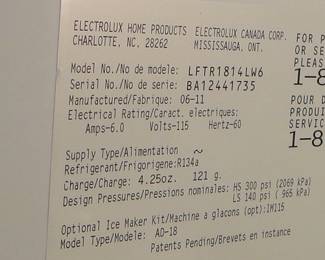 ELECTROLUX HOME PRODUCTS ELECTROLUX CANADA CORP.
CHARLOTTE, NC, 28262 MISSISSAUGA, ONT.
FOR P
OR S
PLEAS
1-8
Model No./No de modele: LFTR1814LW6
Serial No./No de serie: BA12441735
Manufactured/Fabrique: 06-11
Electrical Rating/Caract. electriques:
Amps-6.0 Volts-115 Hertz-60
POUR D
PRODU
SERVIC
1-8
Supply Type/Alimentation ~
Refrigerant/Frigorigene:R134a
Charge/Charge: 4.25oz. 121 g.
Design Pressures/Pressions nominales: HS 300 psi (2069 kPa)
LS 140 psi ( 965 kPa)
Optional Ice Maker Kit/Machine a glacons (opt):IM115
Model Type/Modele: AD-18
Patents Pending/Brevets en instance